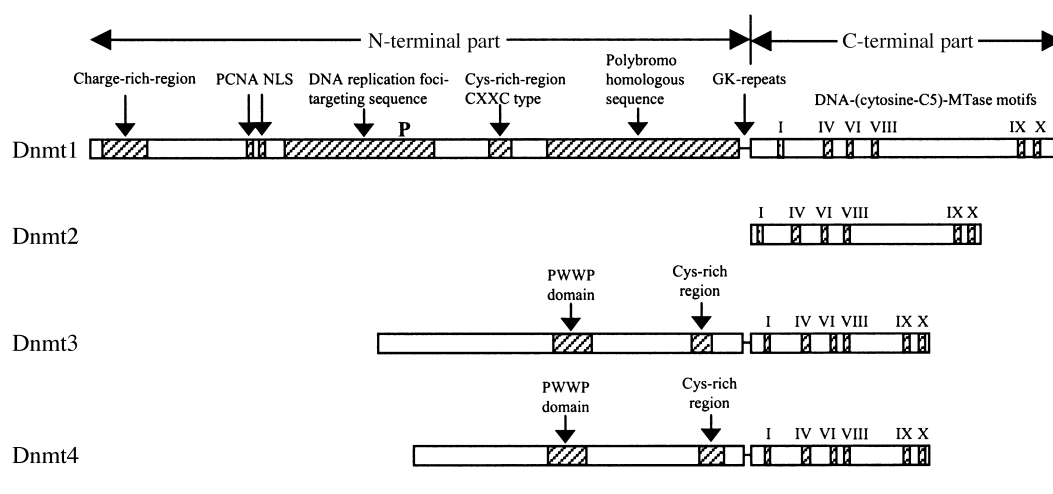 N-terminal part C-terminal part
Charge-rich-region PCNA NLS DNA replication foci-targeting sequence Cys-rich-region CXXC type Polybromo homologous sequence GK-repeats DNA-(cytosine-C5)-MTase motifs
P I IV VI VIII IX X
Dnmt1
I IV VI VIII IX X
Dnmt2
PWWP domain Cys-rich region
I IV VI VIII IX X
Dnmt3
PWWP domain Cys-rich region
I IV VI VIII IX X
Dnmt4